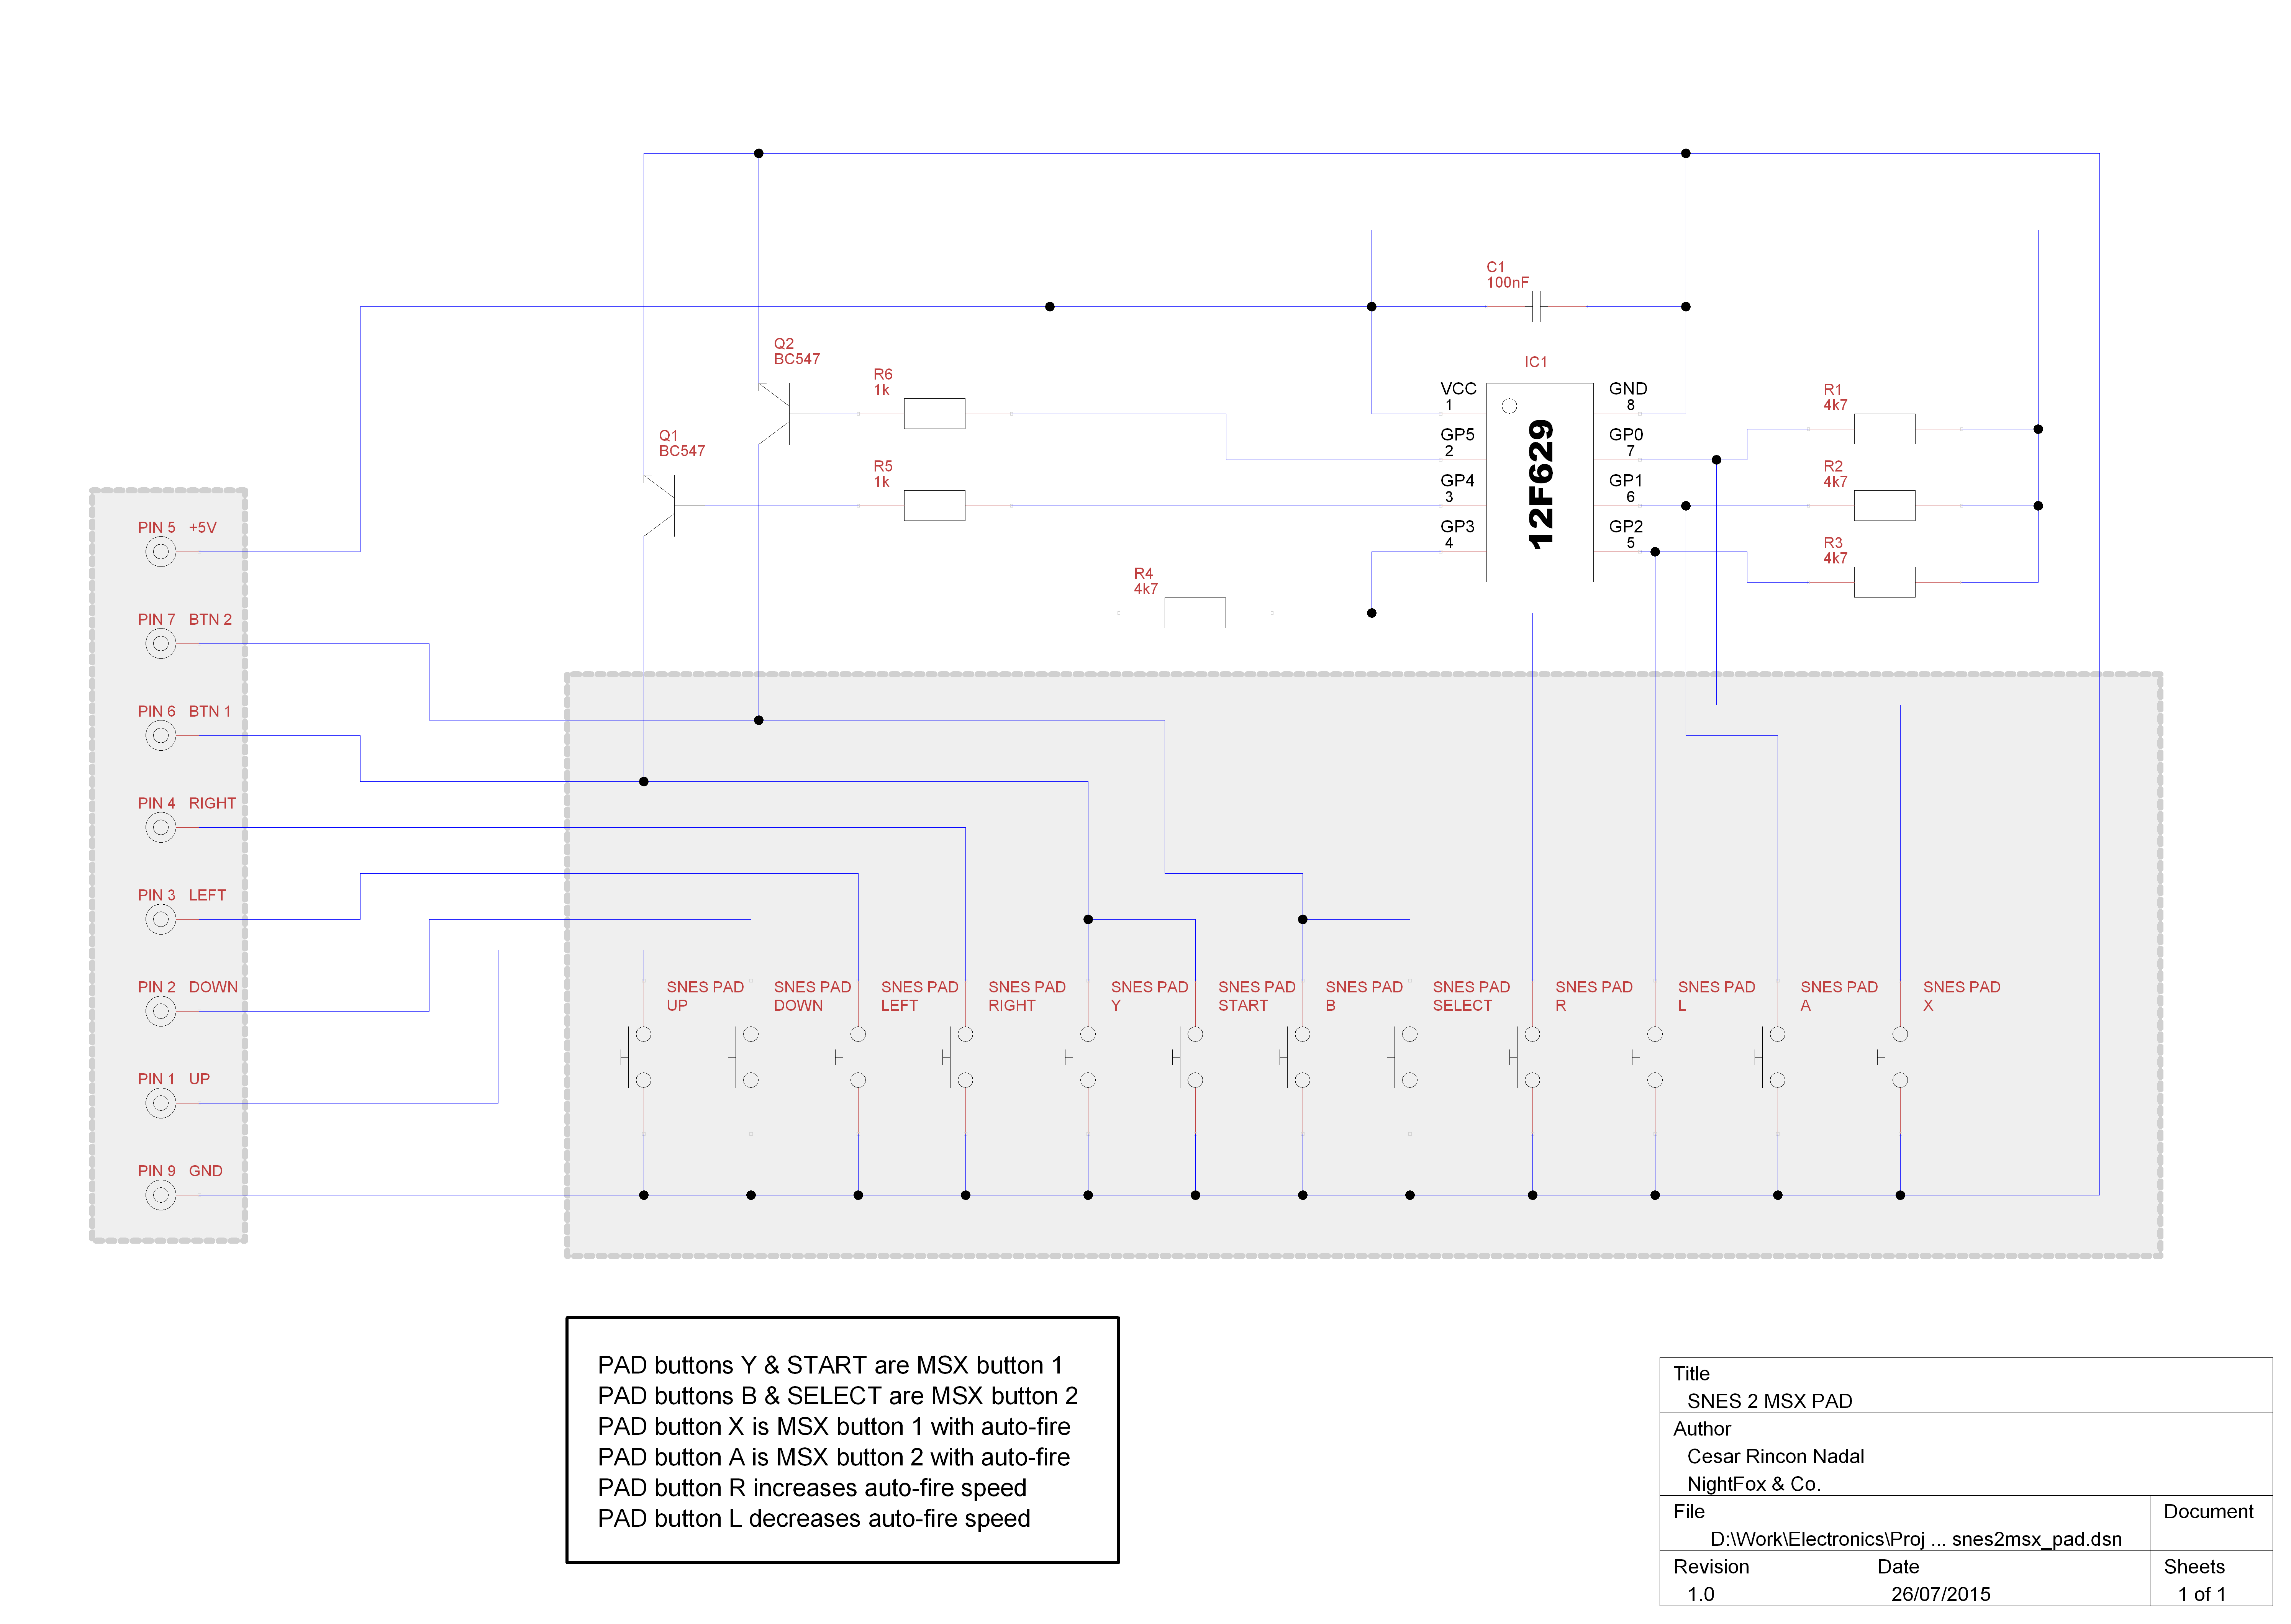 C1
100nF
Q2
BC547
IC1
R6
1k
VCC
1
GND
8
R1
4k7
Q1
BC547
GP5
2
GP0
7
R5
1k
GP4
3
GP1
6
R2
4k7
12F629
PIN 5 +5V
GP3
4
GP2
5
R3
4k7
R4
4k7
PIN 7 BTN 2
PIN 6 BTN 1
PIN 4 RIGHT
PIN 3 LEFT
PIN 2 DOWN
PIN 1 UP
PIN 9 GND
SNES PAD
UP
SNES PAD
DOWN
SNES PAD
LEFT
SNES PAD
RIGHT
SNES PAD
Y
SNES PAD
START
SNES PAD
B
SNES PAD
SELECT
SNES PAD
R
SNES PAD
L
SNES PAD
A
SNES PAD
X
PAD buttons Y & START are MSX button 1
PAD buttons B & SELECT are MSX button 2
PAD button X is MSX button 1 with auto-fire
PAD button A is MSX button 2 with auto-fire
PAD button R increases auto-fire speed
PAD button L decreases auto-fire speed
Title
SNES 2 MSX PAD
Author
Cesar Rincon Nadal
NightFox & Co.
File
D:\Work\Electronics\Proj ... snes2msx_pad.dsn
Document
Revision
1.0
Date
26/07/2015
Sheets
1 of 1